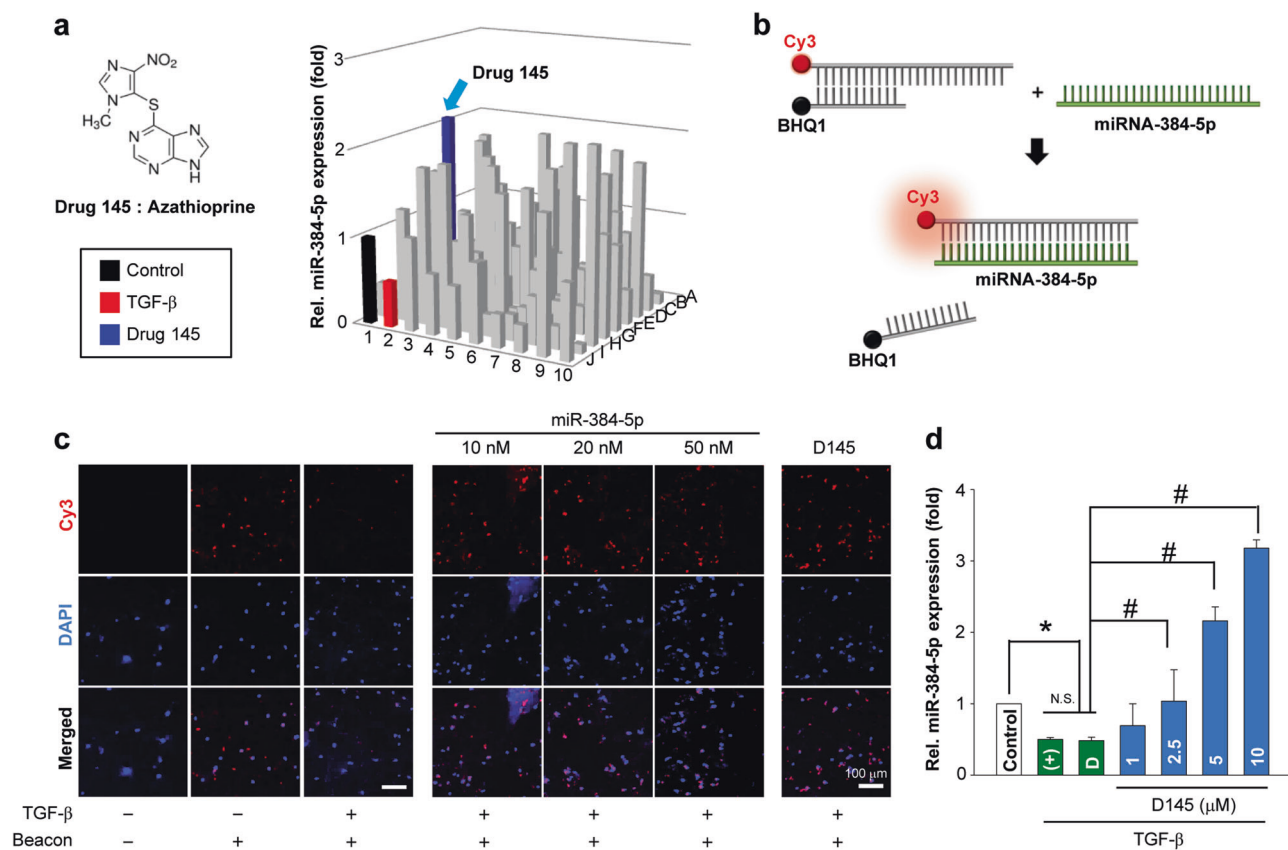 a
NO₂
N
N
H₃C
S
N
N
N
N
H
Drug 145 : Azathioprine
Control
TGF-β
Drug 145
Rel. miR-384-5p expression (fold)
3
2
1
0
Drug 145
1 2 3 4 5 6 7 8 9 10
J I H G F E D C B A
b
Cy3
BHQ1
+
miRNA-384-5p
Cy3
miRNA-384-5p
BHQ1
c
miR-384-5p
10 nM 20 nM 50 nM D145
Cy3
DAPI
Merged
100 μm
TGF-β – – + + + + +
Beacon – + + + + + +
d
Rel. miR-384-5p expression (fold)
4
3
2
1
0
*
N.S.
#
#
#
Control
(+)
D
1
2.5
5
10
D145 (μM)
TGF-β